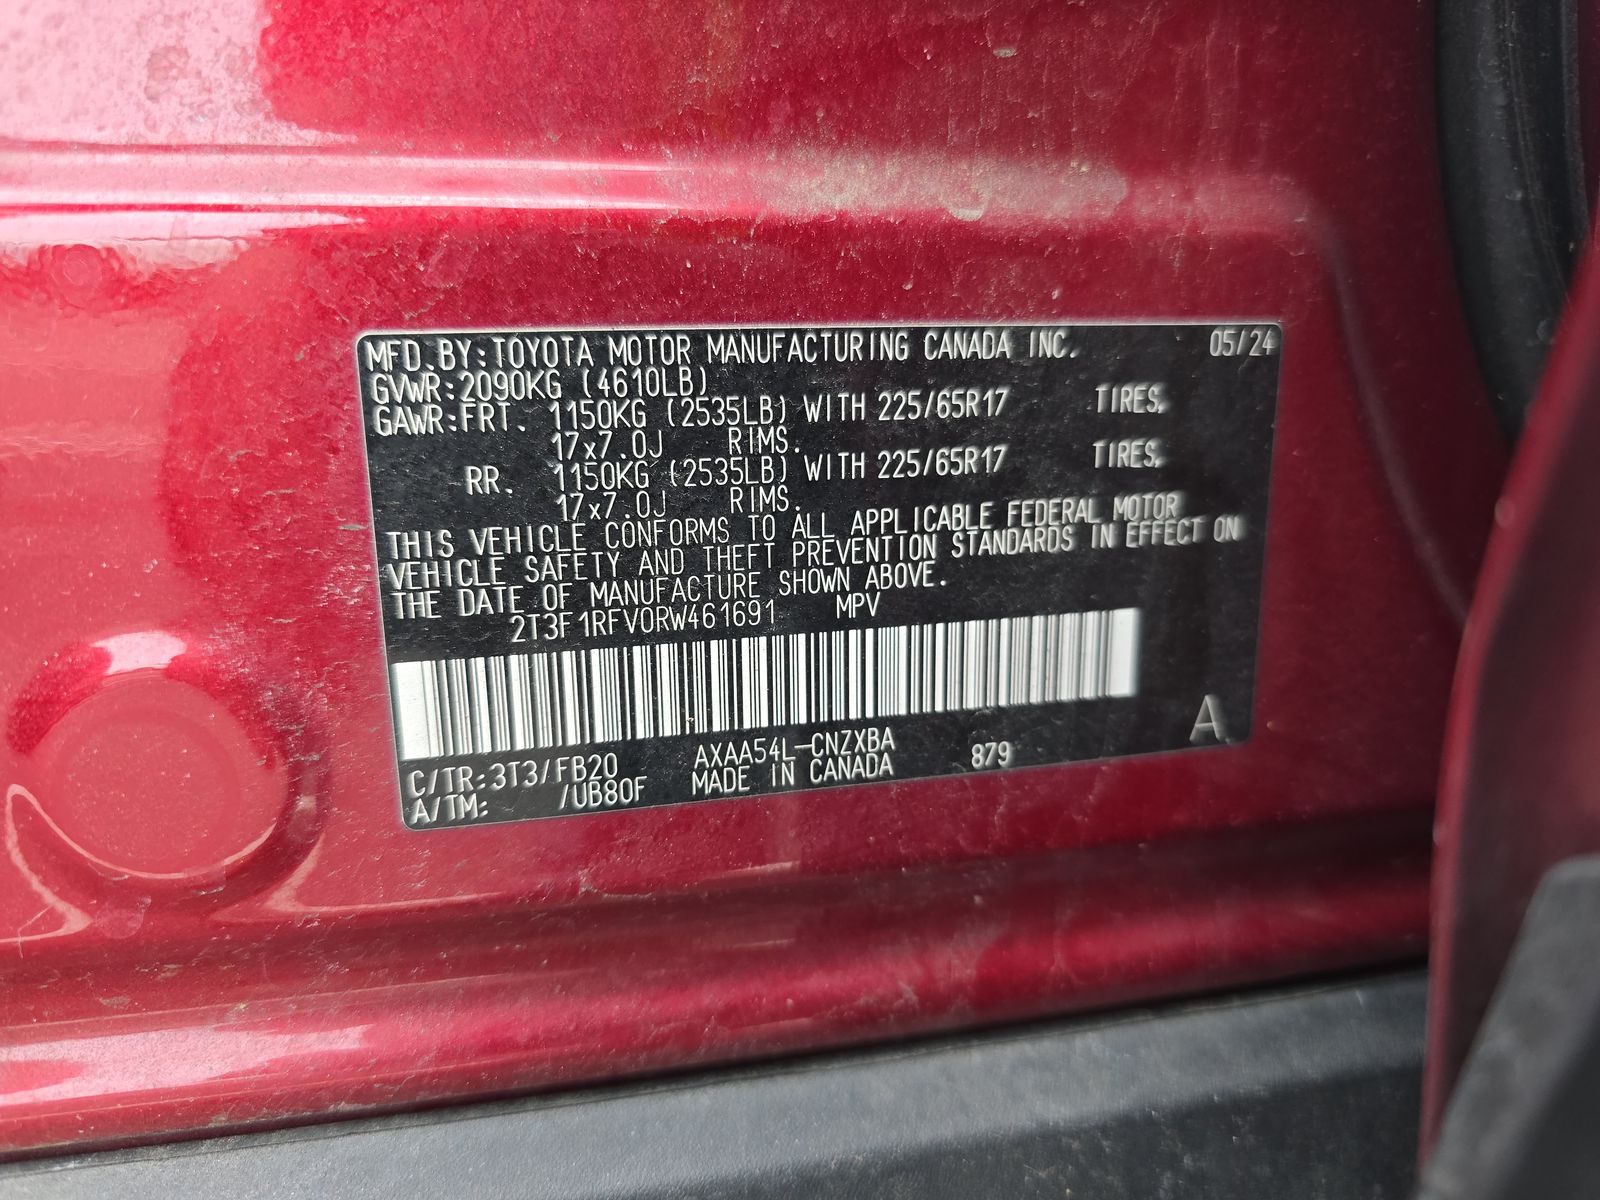 MFD.BY:TOYOTA MOTOR MANUFACTURING CANADA INC. 05/24
GVWR:2090KG (4610LB)
GAWR:FRT. 1150KG (2535LB) WITH 225/65R17 TIRES,
17x7.0J RIMS.
RR. 1150KG (2535LB) WITH 225/65R17 TIRES,
17x7.0J RIMS.
THIS VEHICLE CONFORMS TO ALL APPLICABLE FEDERAL MOTOR
VEHICLE SAFETY AND THEFT PREVENTION STANDARDS IN EFFECT ON
THE DATE OF MANUFACTURE SHOWN ABOVE.
2T3F1RFV0RW461691 MPV
A
C/TR:3T3/FB20 AXAA54L-CNZXBA 879
A/TM: /UB80F MADE IN CANADA